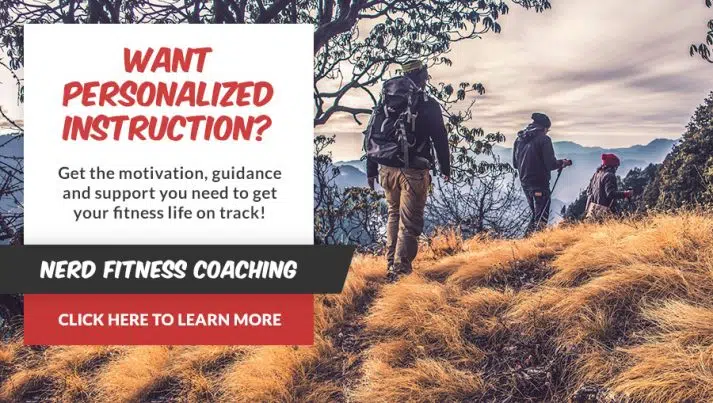 WANT
PERSONALIZED
INSTRUCTION?
Get the motivation, guidance
and support you need to get
your fitness life on track!
NERD FITNESS COACHING
CLICK HERE TO LEARN MORE